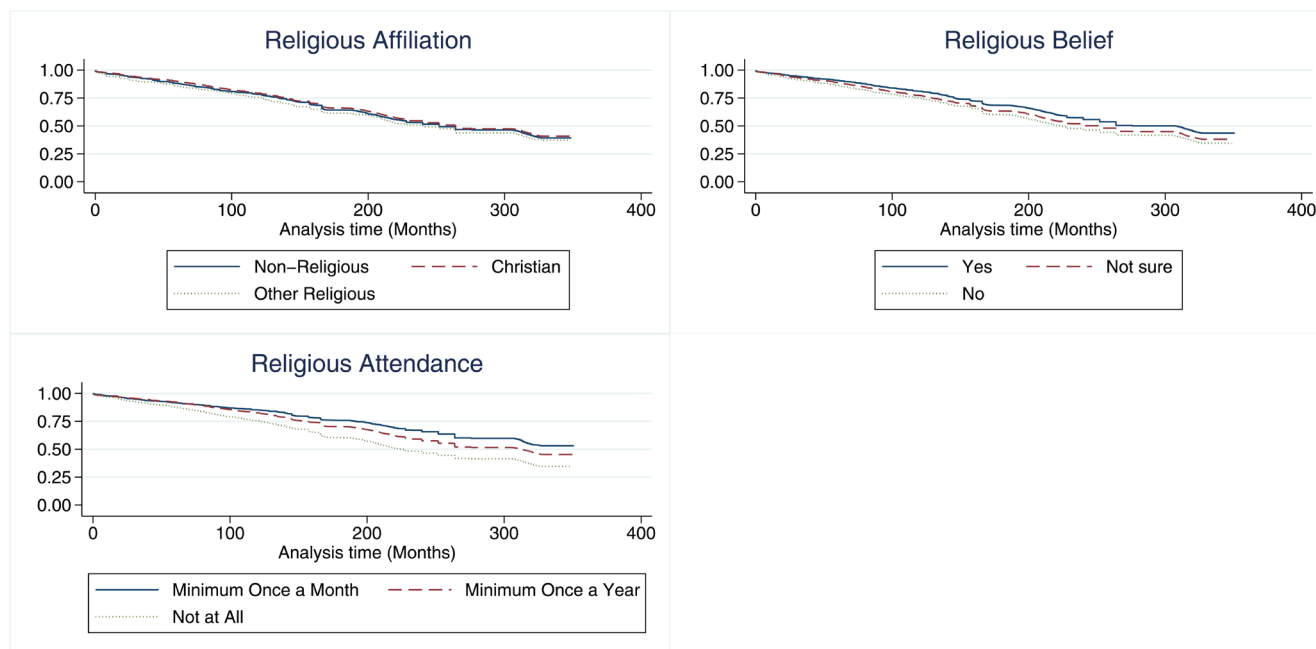 Religious Affiliation
1.00
0.75
0.50
0.25
0.00
0 100 200 300 400
Analysis time (Months)
Non−Religious Christian
Other Religious
Religious Belief
1.00
0.75
0.50
0.25
0.00
0 100 200 300 400
Analysis time (Months)
Yes Not sure
No
Religious Attendance
1.00
0.75
0.50
0.25
0.00
0 100 200 300 400
Analysis time (Months)
Minimum Once a Month Minimum Once a Year
Not at All